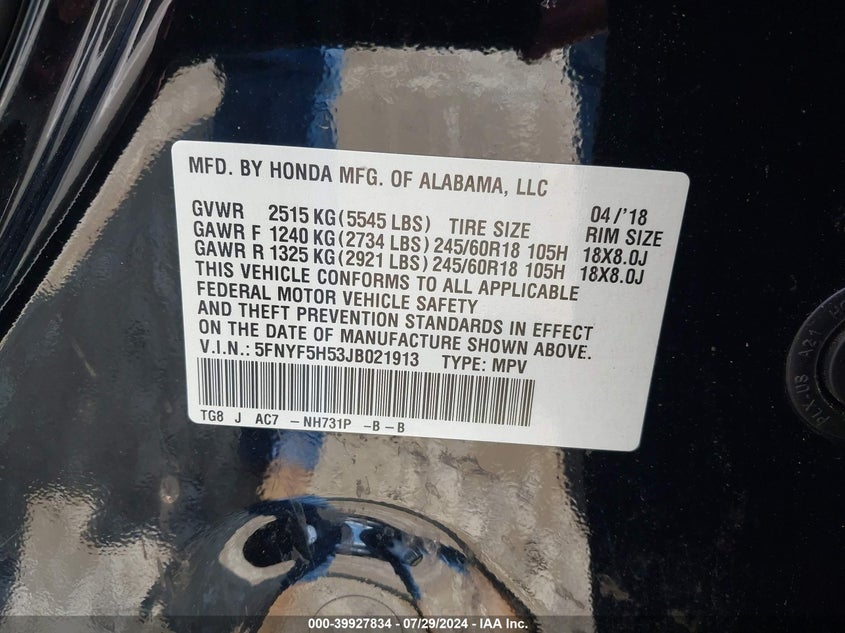 MFD. BY HONDA MFG. OF ALABAMA, LLC
GVWR 2515 KG (5545 LBS) TIRE SIZE 04/'18 RIM SIZE
GAWR F 1240 KG (2734 LBS) 245/60R18 105H 18X8.0J
GAWR R 1325 KG (2921 LBS) 245/60R18 105H 18X8.0J
THIS VEHICLE CONFORMS TO ALL APPLICABLE
FEDERAL MOTOR VEHICLE SAFETY
AND THEFT PREVENTION STANDARDS IN EFFECT
ON THE DATE OF MANUFACTURE SHOWN ABOVE.
V.I.N.: 5FNYF5H53JB021913 TYPE: MPV
TG8 J AC7 – NH731P –B – B
000-39927834 - 07/29/2024 - IAA Inc.